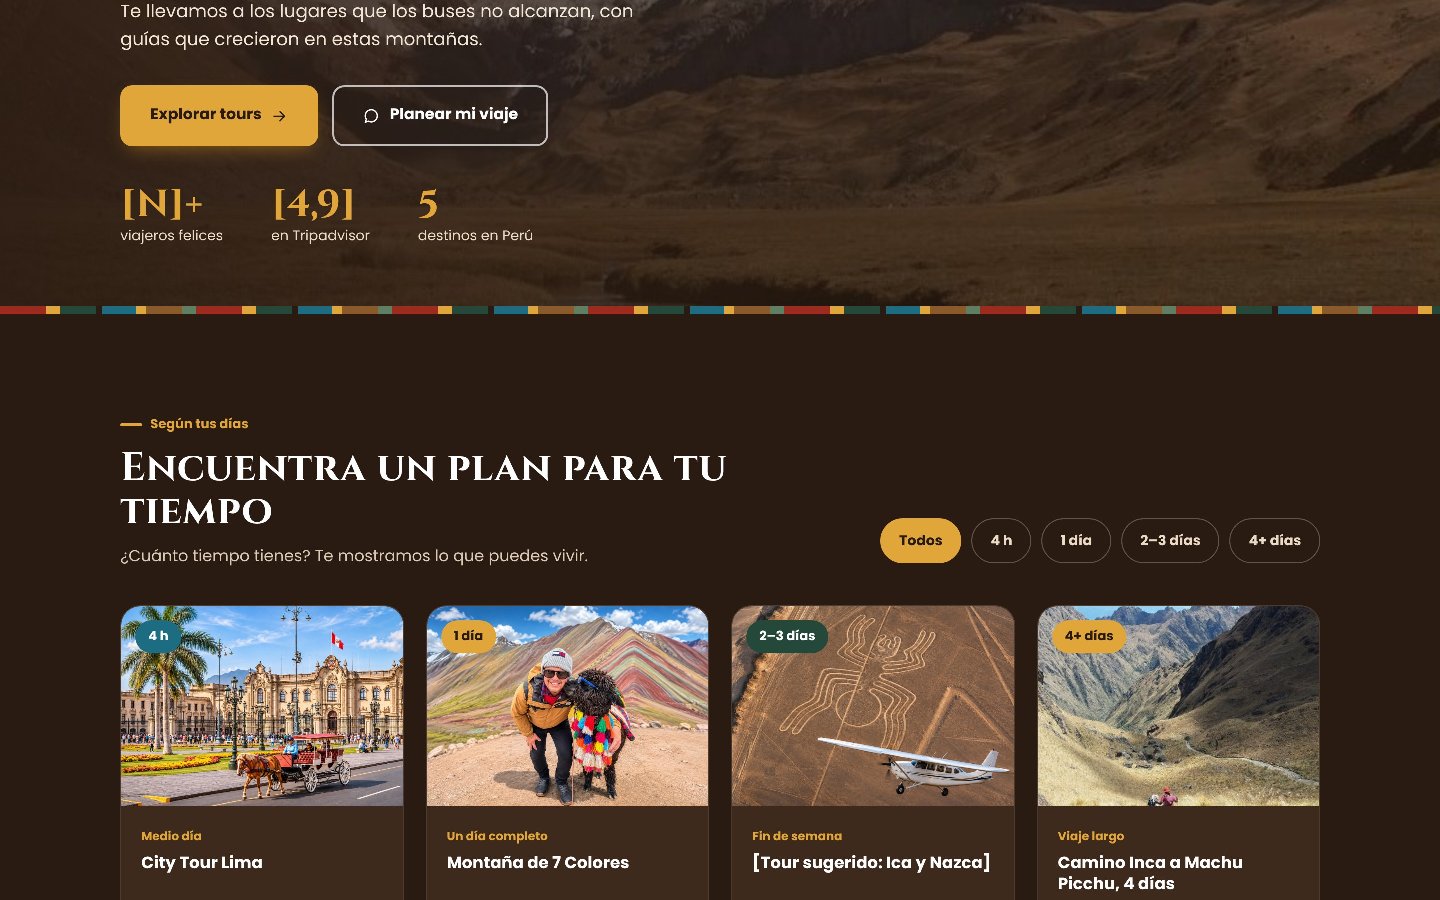 Te llevamos a los lugares que los buses no alcanzan, con
guías que crecieron en estas montañas.
Explorar tours →
Planear mi viaje
[N]+
viajeros felices
[4,9]
en Tripadvisor
5
destinos en Perú
Según tus días
Encuentra un plan para tu
tiempo
¿Cuánto tiempo tienes? Te mostramos lo que puedes vivir.
Todos
4 h
1 día
2–3 días
4+ días
4 h
Medio día
City Tour Lima
1 día
Un día completo
Montaña de 7 Colores
2–3 días
Fin de semana
[Tour sugerido: Ica y Nazca]
4+ días
Viaje largo
Camino Inca a Machu
Picchu, 4 días